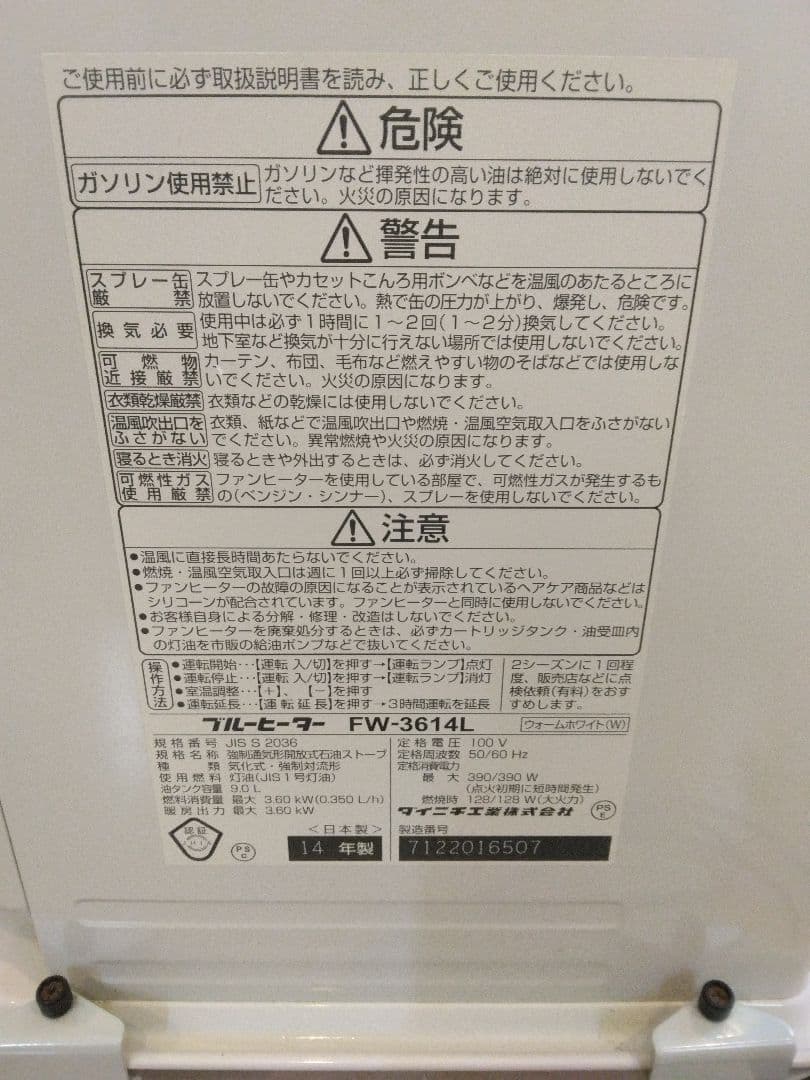 ご使用前に必ず取扱説明書を読み、正しくご使用ください。
危険
ガソリン使用禁止 ガソリンなど揮発性の高い油は絶対に使用しないでく
ださい。火災の原因になります。
警告
スプレー缶 スプレー缶やカセットこんろ用ボンベなどを温風のあたるところに
厳禁 放置しないでください。熱で缶の圧力が上がり、爆発し、危険です。
換気必要 使用中は必ず1時間に1〜2回(1〜2分)換気してください。
地下室など換気が十分に行えない場所では使用しないでください。
可燃物 カーテン、布団、毛布など燃えやすい物のそばなどでは使用しな
近接厳禁 いでください。火災の原因になります。
衣類乾燥厳禁 衣類などの乾燥には使用しないでください。
温風吹出口を 衣類、紙などで温風吹出口や燃焼・温風空気取入口をふさがない
ふさがない でください。異常燃焼や火災の原因になります。
寝るとき消火 寝るときや外出するときは、必ず消火してください。
可燃性ガス ファンヒーターを使用している部屋で、可燃性ガスが発生するも
使用厳禁 の(ベンジン・シンナー)、スプレーを使用しないでください。
注意
●温風に直接長時間あたらないでください。
●燃焼・温風空気取入口は週に1回以上必ず掃除してください。
●ファンヒーターの故障の原因になることが表示されているヘアケア商品などは
シリコーンが配合されています。ファンヒーターと同時に使用しないでください。
●お客様自身による分解・修理・改造はしないでください。
●ファンヒーターを廃棄処分するときは、必ずカートリッジタンク・油受皿内
の灯油を市販の給油ポンプなどで抜いてください。
操作方法
●運転開始…【運転 入/切】を押す→【運転ランプ】点灯
●運転停止…【運転 入/切】を押す→【運転ランプ】消灯
●室温調整…【+】、【−】を押す
●運転延長…【運転延長】を押す→3時間運転を延長
2シーズンに1回程
度、販売店などに点
検依頼(有料)をおす
すめします。
ブルーヒーター FW-3614L ウォームホワイト(W)
規格番号 JIS S 2036
規格名称 強制通気形開放式石油ストーブ
種類 気化式・強制対流形
使用燃料 灯油(JIS1号灯油)
油タンク容量 9.0 L
燃料消費量 最大 3.60 kW(0.350 L/h)
暖房出力 最大 3.60 kW
定格電圧 100 V
定格周波数 50/60 Hz
定格消費電力
最大 390/390 W
(点火初期に短時間発生)
燃焼時 128/128 W(大火力)
ダイニチ工業株式会社 PS E
認証 JHIA
PS C
<日本製>
14 年製
製造番号
7122016507